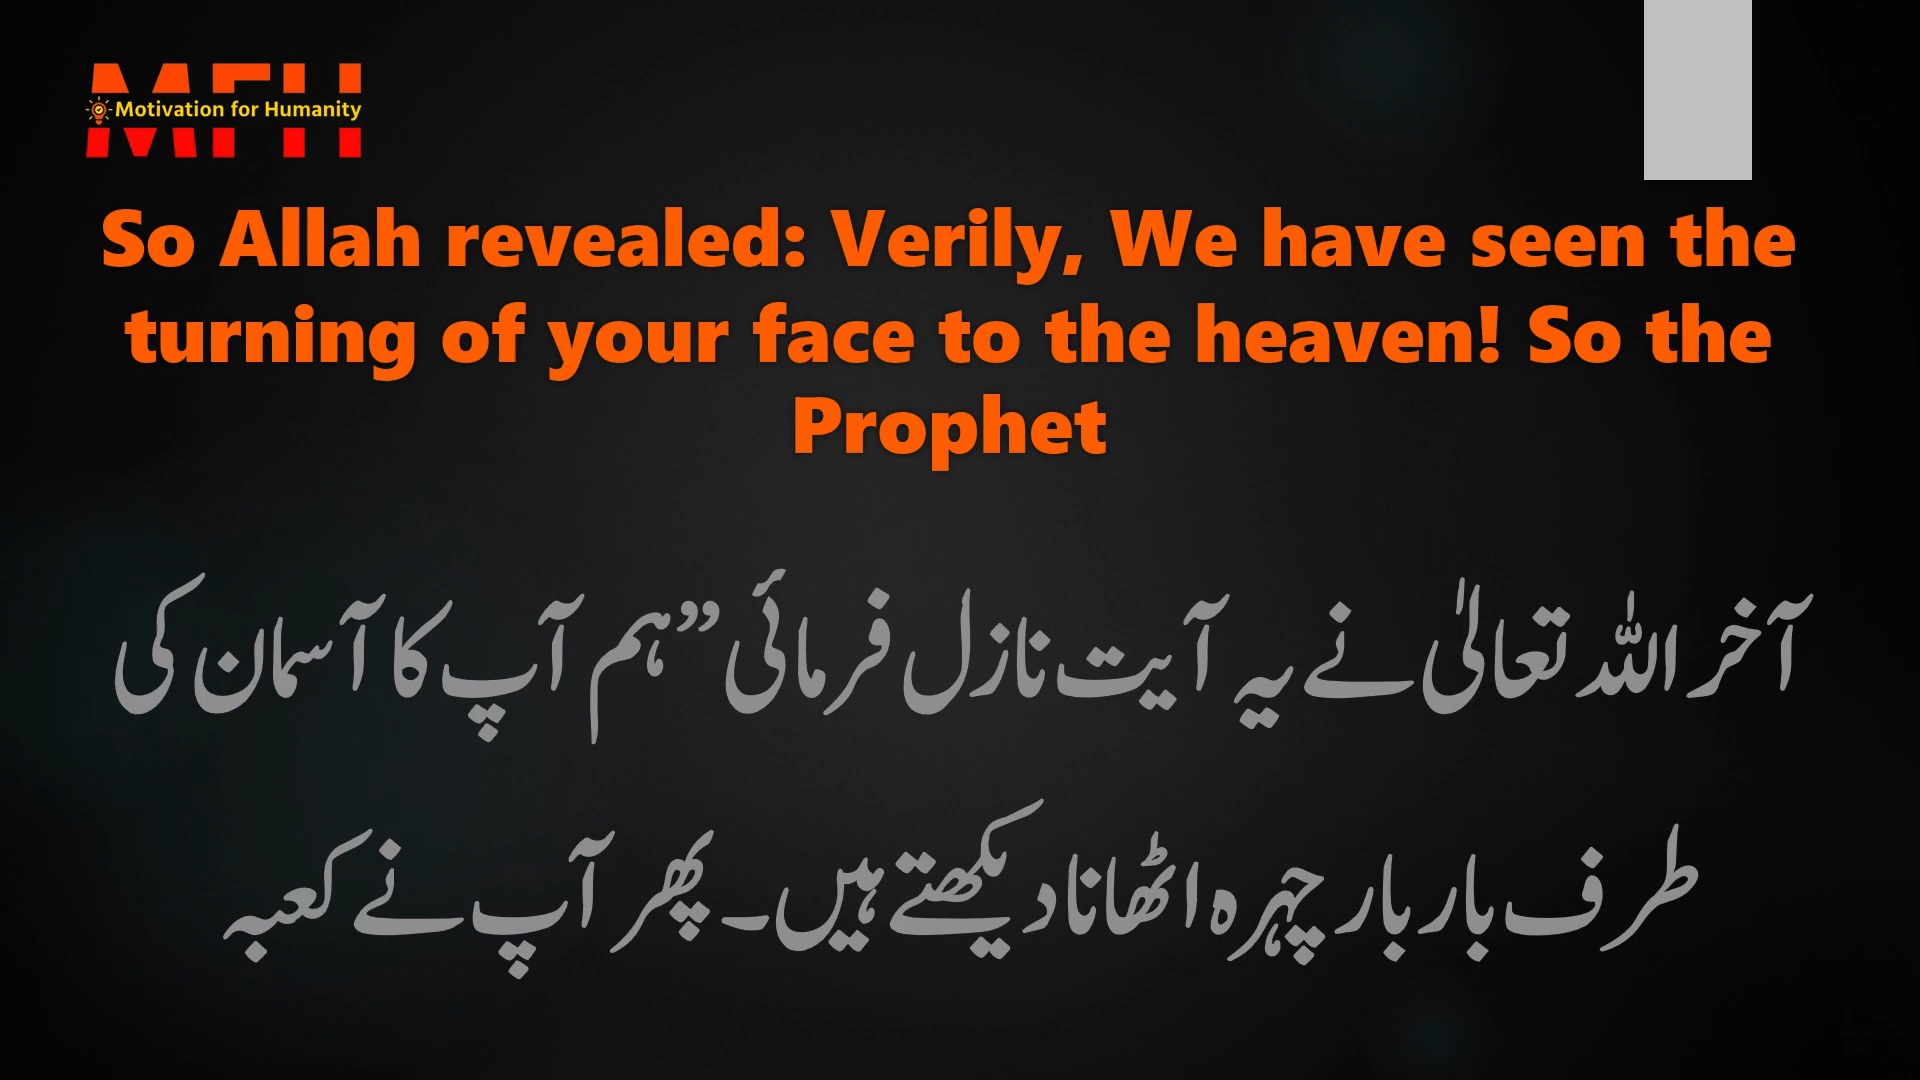 MFH
Motivation for Humanity
So Allah revealed: Verily, We have seen the
turning of your face to the heaven! So the
Prophet
آخر اللہ تعالیٰ نے یہ آیت نازل فرمائی ”ہم آپ کا آسمان کی
طرف بار بار چہرہ اٹھانا دیکھتے ہیں۔ پھر آپ نے کعبہ